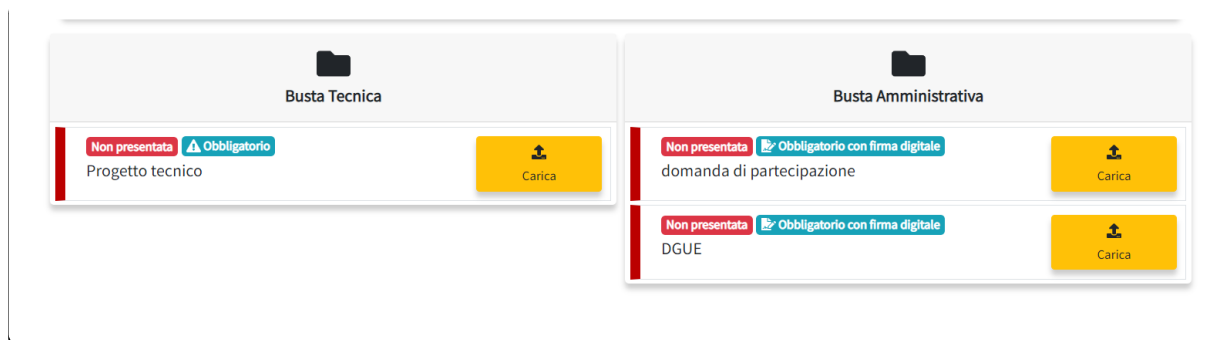 Busta Tecnica
Non presentata Obbligatorio
Progetto tecnico
Carica
Busta Amministrativa
Non presentata Obbligatorio con firma digitale
domanda di partecipazione
Carica
Non presentata Obbligatorio con firma digitale
DGUE
Carica